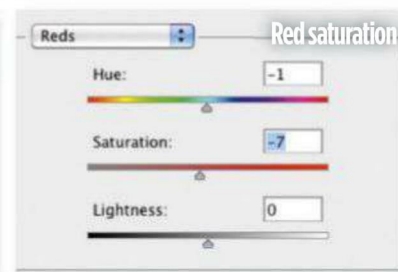 Reds
Red saturation
Hue: -1
Saturation: -7
Lightness: 0